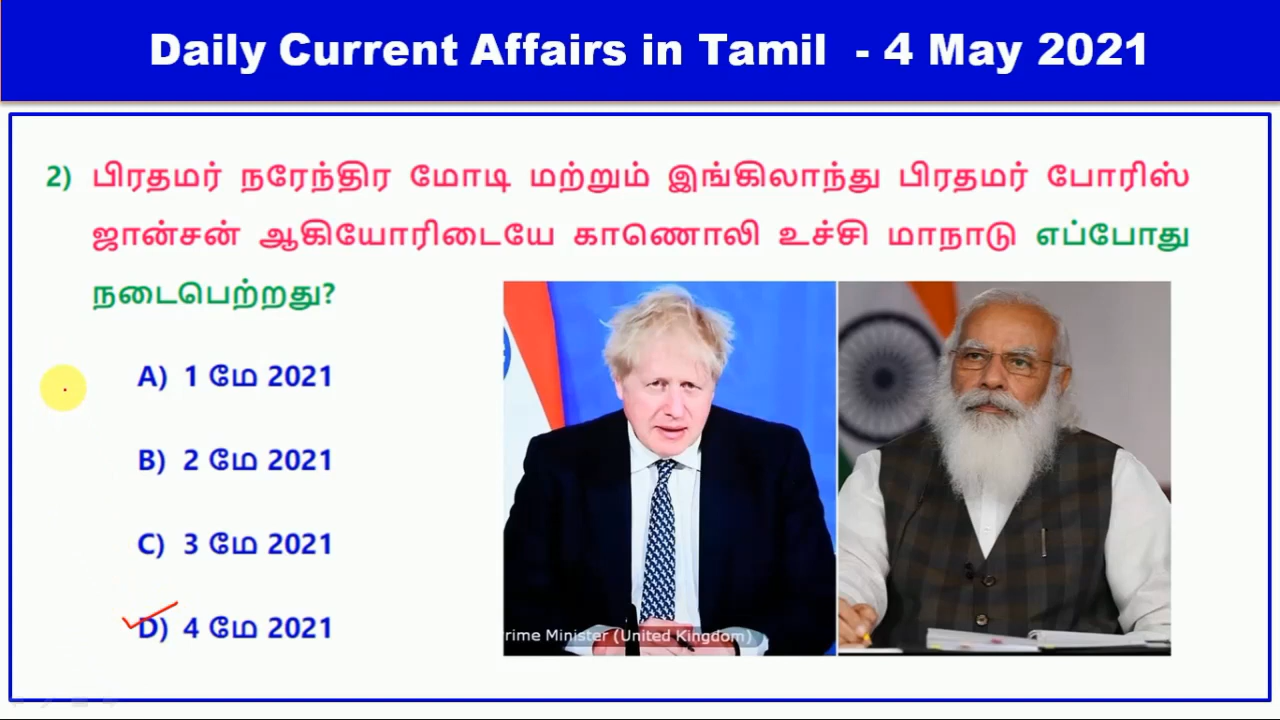 Daily Current Affairs in Tamil - 4 May 2021
2) பிரதமர் நரேந்திர மோடி மற்றும் இங்கிலாந்து பிரதமர் போரிஸ்
ஜான்சன் ஆகியோரிடையே காணொலி உச்சி மாநாடு எப்போது
நடைபெற்றது?
A) 1 மே 2021
B) 2 மே 2021
C) 3 மே 2021
D) 4 மே 2021
rime Minister (United Kingdom)